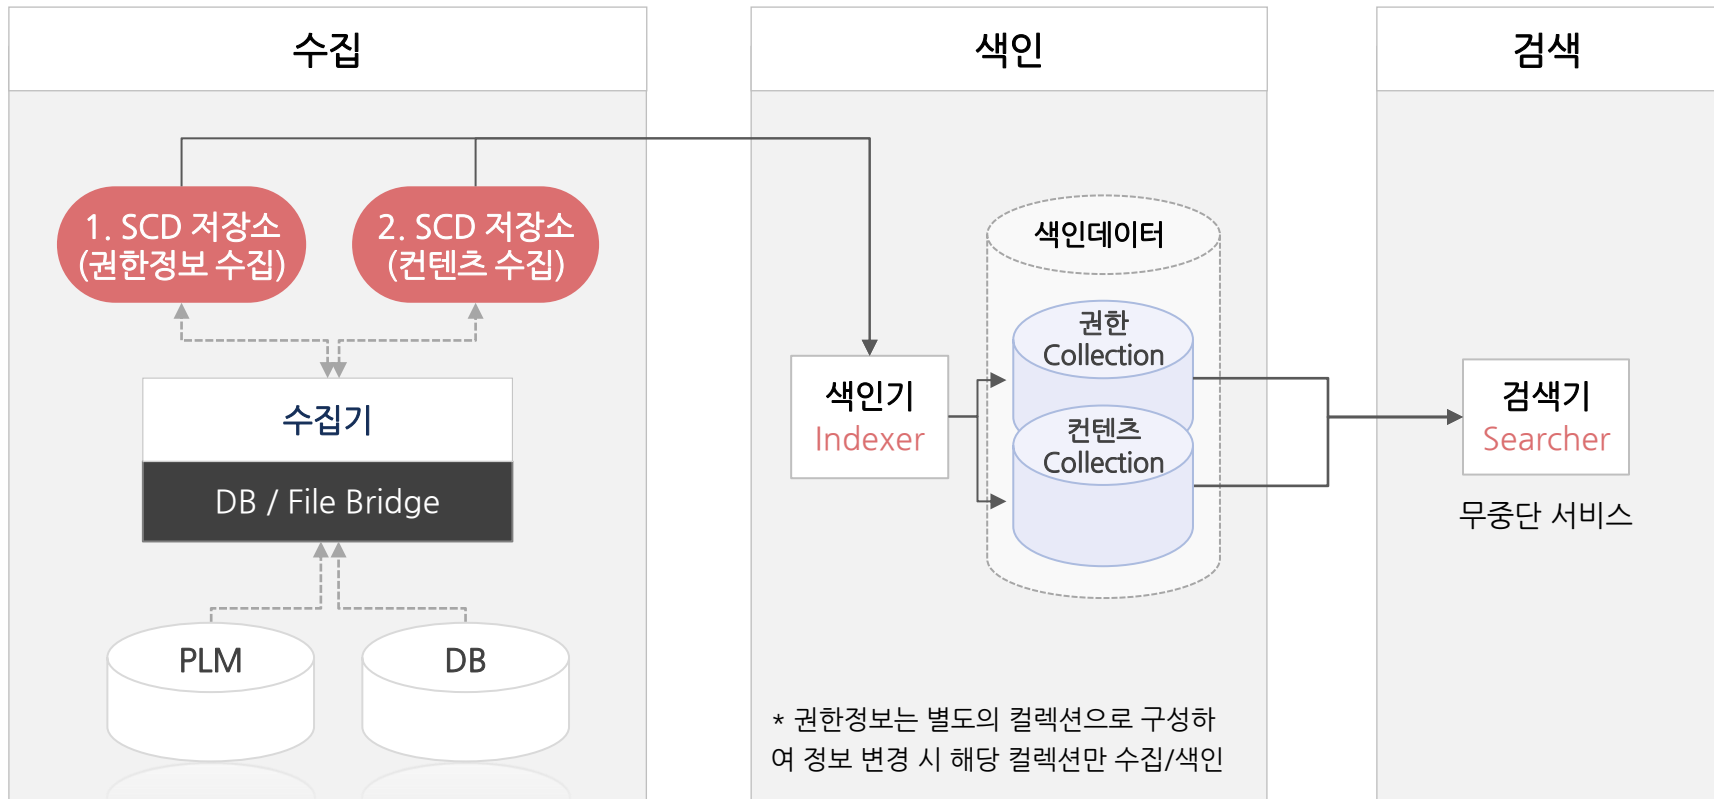 수집
1. SCD 저장소
(권한정보 수집)
2. SCD 저장소
(컨텐츠 수집)
수집기
DB / File Bridge
PLM
DB
색인
색인기
Indexer
색인데이터
권한
Collection
컨텐츠
Collection
* 권한정보는 별도의 컬렉션으로 구성하
여 정보 변경 시 해당 컬렉션만 수집/색인
검색
검색기
Searcher
무중단 서비스